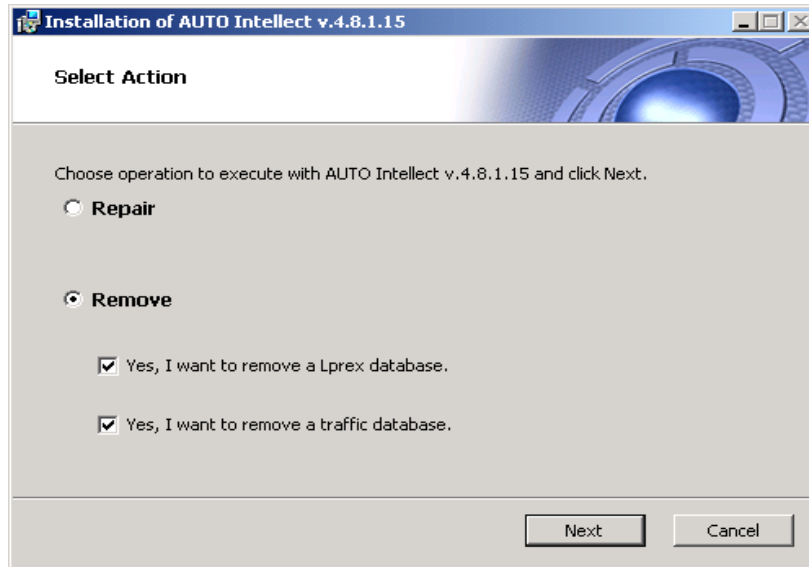 Installation of AUTO Intellect v.4.8.1.15
Select Action
Choose operation to execute with AUTO Intellect v.4.8.1.15 and click Next.
Repair
Remove
Yes, I want to remove a Lprex database.
Yes, I want to remove a traffic database.
Next
Cancel